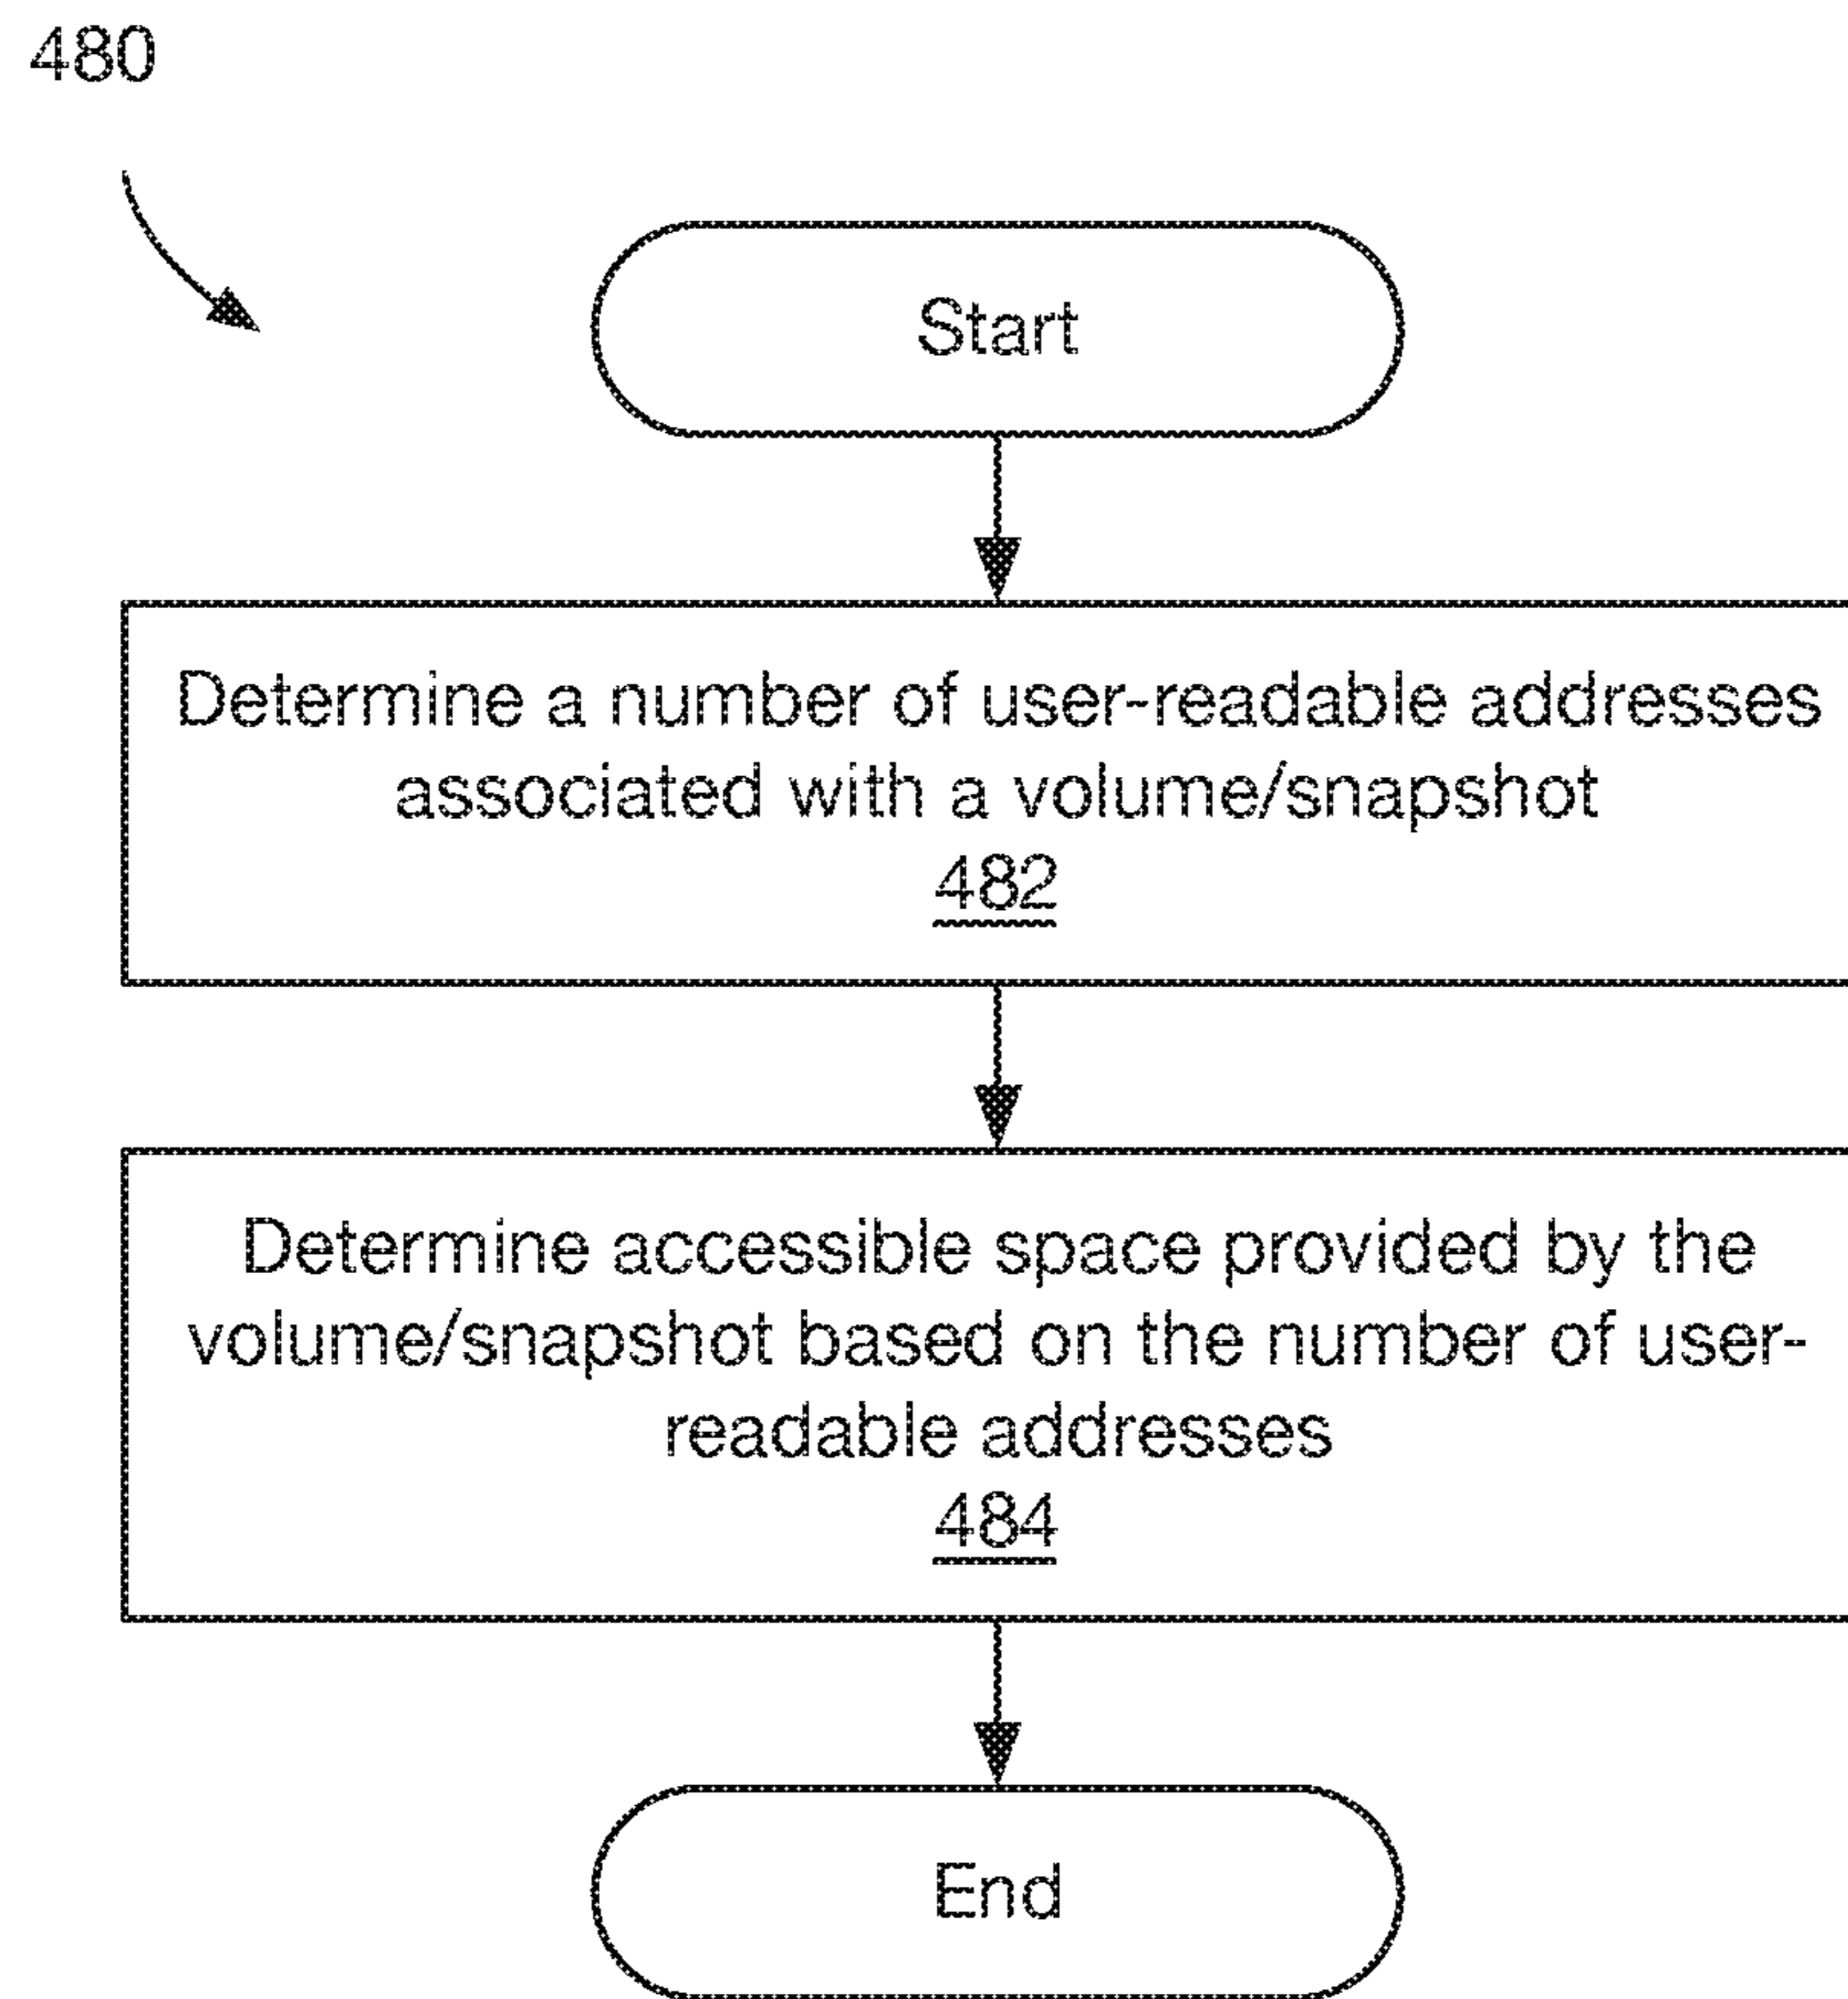 480
Start
Determine a number of user-readable addresses
associated with a volume/snapshot
482
Determine accessible space provided by the
volume/snapshot based on the number of user-
readable addresses
484
End